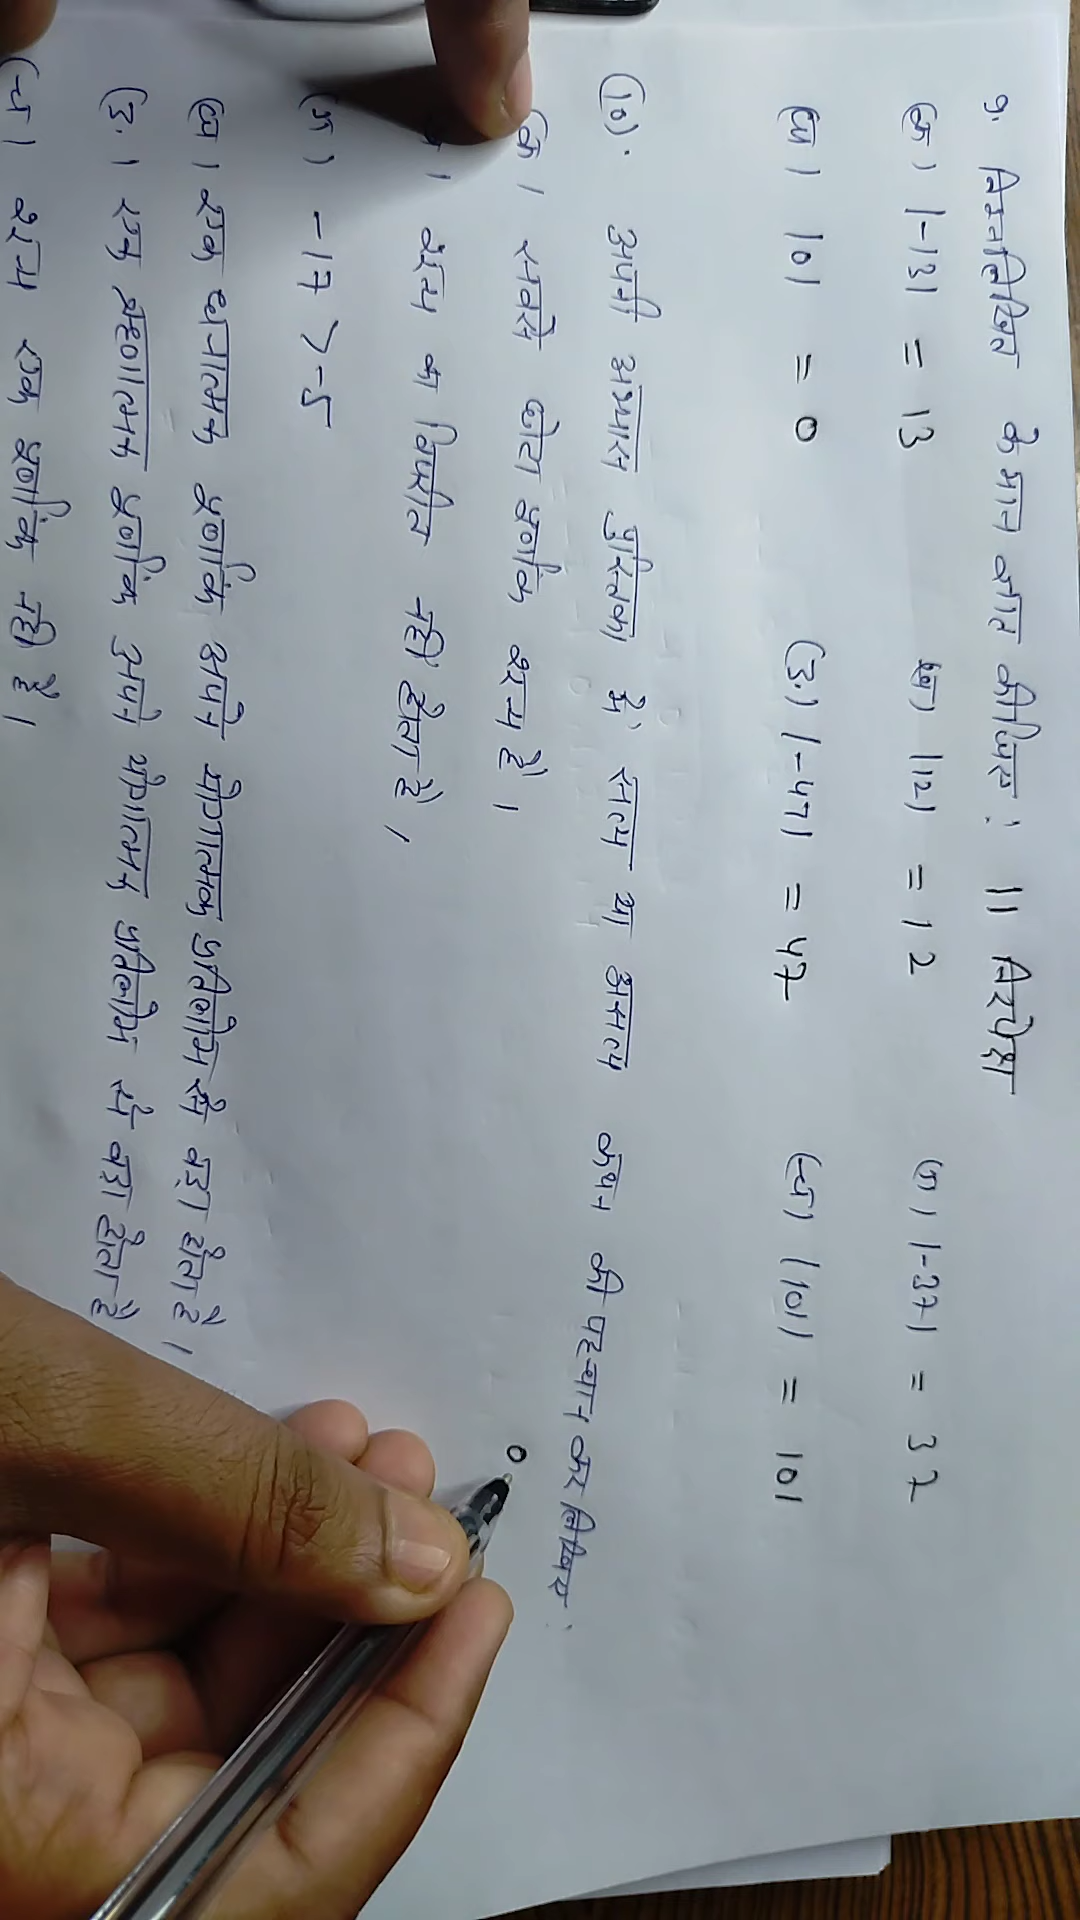 9. निम्नलिखित के मान ज्ञात कीजिए: || निरपेक्ष
(क) |-13| = 13 (ख) |12| = 12 (ग) |-37| = 37
(घ) |0| = 0 (ङ) |-47| = 47 (च) |101| = 101
(10). अपनी अभ्यास पुस्तिका में सत्य या असत्य कथन की पहचान कर लिखिए:
(क) सबसे छोटा पूर्णांक शून्य है। 0
शून्य का विपरीत नहीं होता है,
(ग) -17 > -5
(घ) एक धनात्मक पूर्णांक अपने योगात्मक प्रतिलोम से बड़ा होता है।
(ङ) एक ऋणात्मक पूर्णांक अपने योगात्मक प्रतिलोम से बड़ा होता है
(च) शून्य एक पूर्णांक नहीं है।